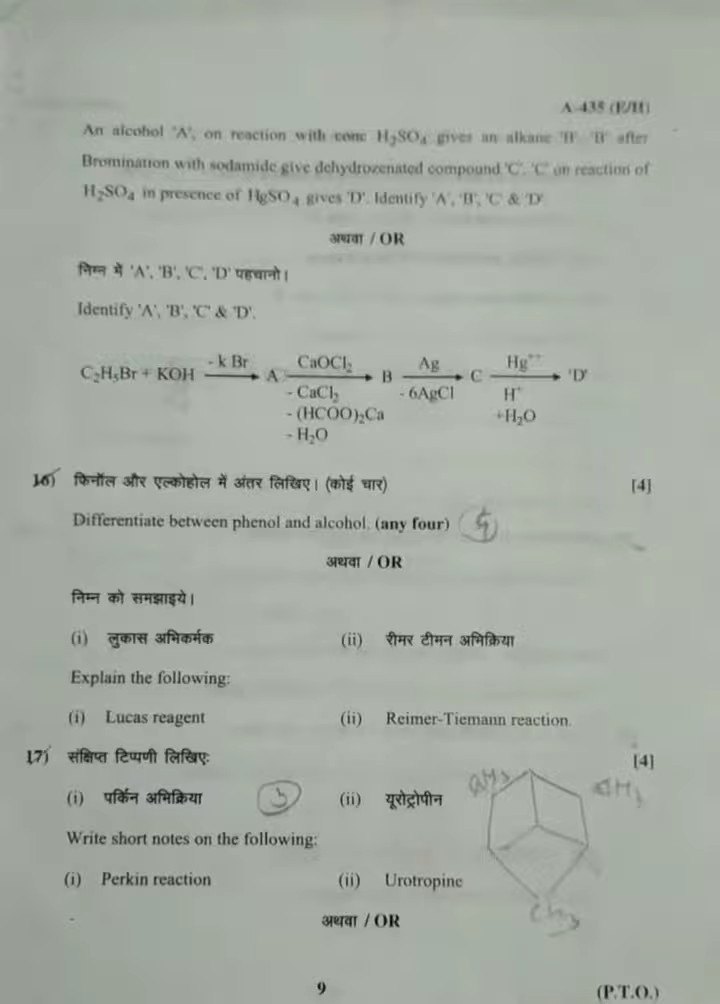 A-435 (E/H)
An alcohol 'A', on reaction with conc H₂SO₄ gives an alkane 'B'. 'B' after
Bromination with sodamide give dehydrozenated compound 'C'. 'C' on reaction of
H₂SO₄ in presence of HgSO₄ gives 'D'. Identify 'A', 'B', 'C' & 'D'
अथवा / OR
निम्न में 'A', 'B', 'C', 'D' पहचानो।
Identify 'A', 'B', 'C' & 'D'.
- k Br CaOCl₂ Ag Hg⁺⁺
C₂H₅Br + KOH → A → B → C → 'D'
- CaCl₂ - 6AgCl H⁺
- (HCOO)₂Ca +H₂O
- H₂O
16) फिनॉल और एल्कोहोल में अंतर लिखिए। (कोई चार) [4]
Differentiate between phenol and alcohol. (any four)
अथवा / OR
निम्न को समझाइये।
(i) लुकास अभिकर्मक (ii) रीमर टीमन अभिक्रिया
Explain the following:
(i) Lucas reagent (ii) Reimer-Tiemann reaction.
17) संक्षिप्त टिप्पणी लिखिए: [4]
(i) पर्किन अभिक्रिया (ii) यूरोट्रोपीन
Write short notes on the following:
(i) Perkin reaction (ii) Urotropine
अथवा / OR
9 (P.T.O.)